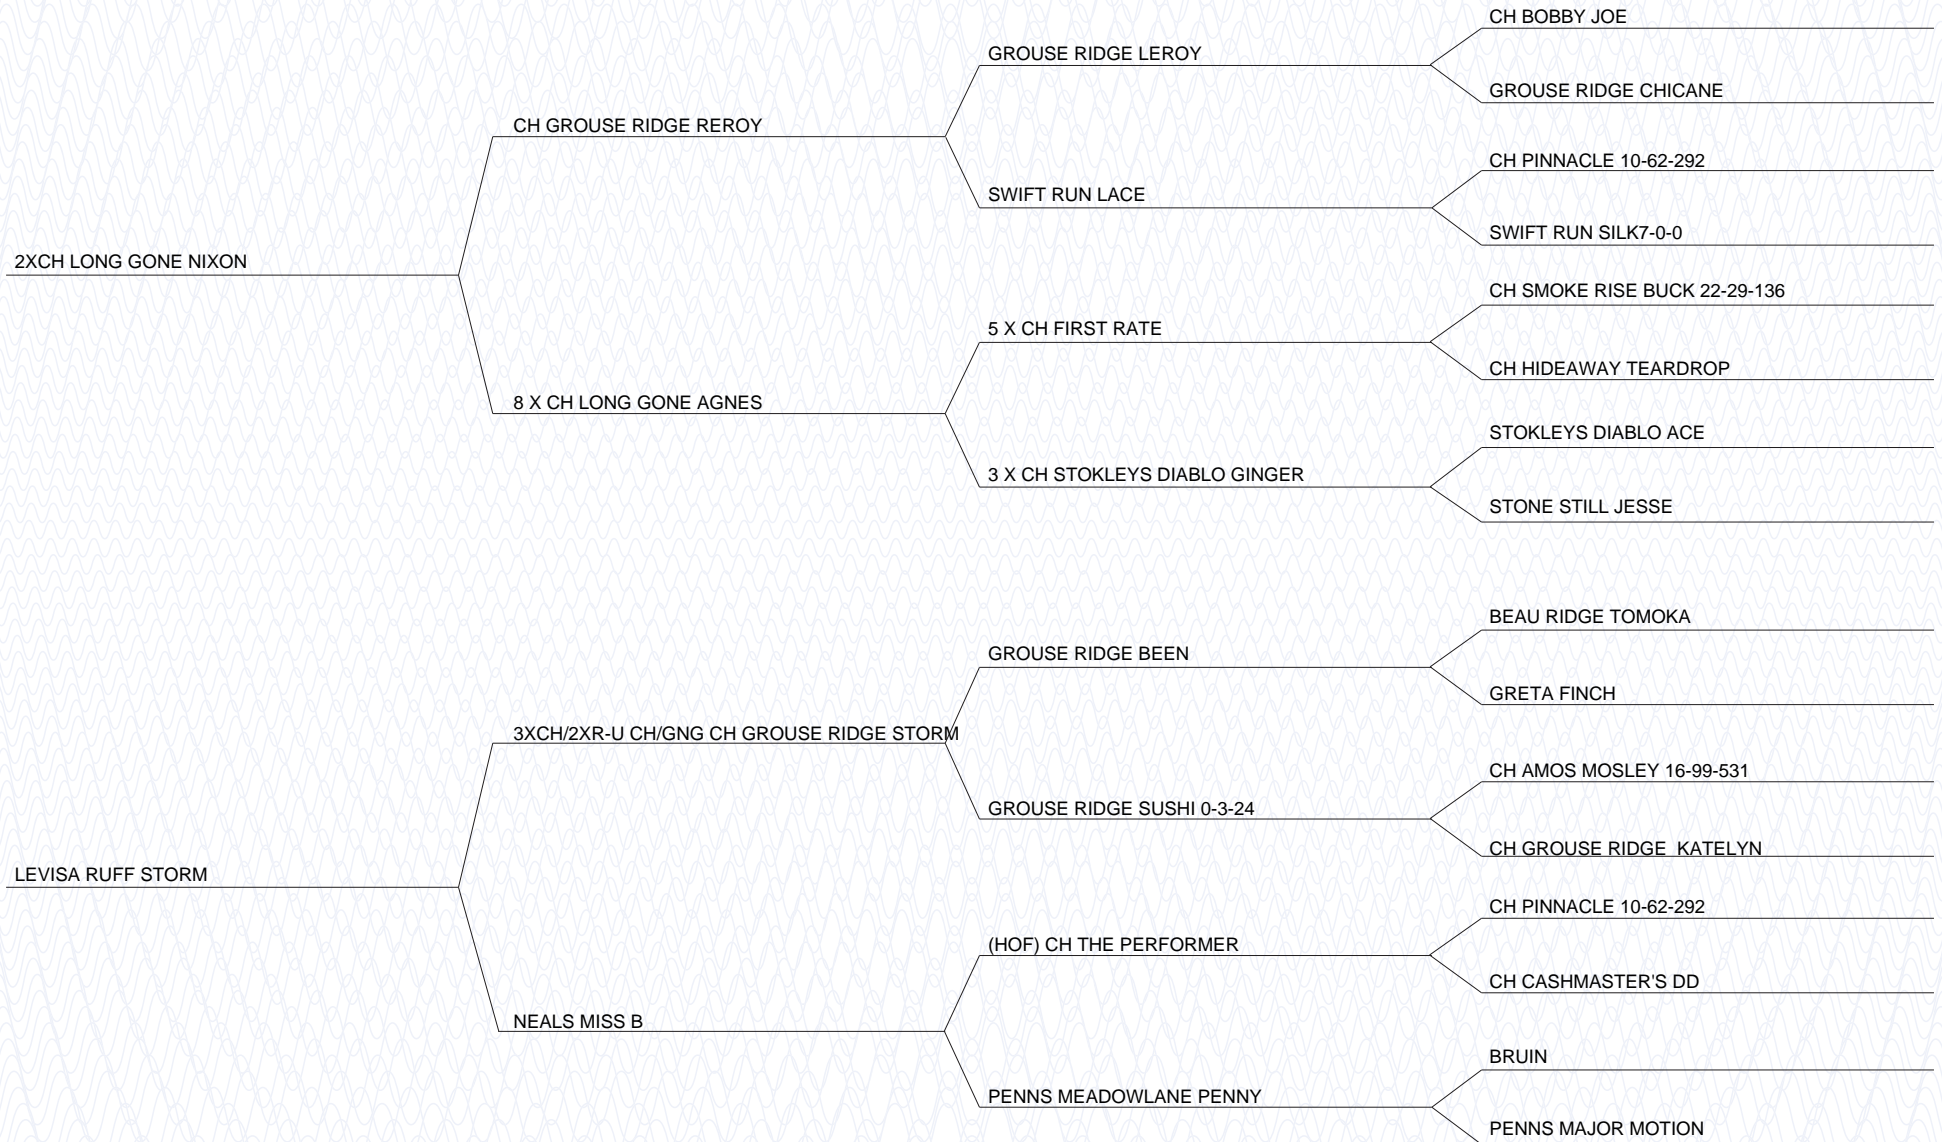 CH BOBBY JOE
GROUSE RIDGE LEROY
GROUSE RIDGE CHICANE
CH GROUSE RIDGE REROY
CH PINNACLE 10-62-292
SWIFT RUN LACE
SWIFT RUN SILK7-0-0
2XCH LONG GONE NIXON
CH SMOKE RISE BUCK 22-29-136
5 X CH FIRST RATE
CH HIDEAWAY TEARDROP
8 X CH LONG GONE AGNES
STOKLEYS DIABLO ACE
3 X CH STOKLEYS DIABLO GINGER
STONE STILL JESSE
BEAU RIDGE TOMOKA
GROUSE RIDGE BEEN
GRETA FINCH
3XCH/2XR-U CH/GNG CH GROUSE RIDGE STORM
CH AMOS MOSLEY 16-99-531
GROUSE RIDGE SUSHI 0-3-24
CH GROUSE RIDGE  KATELYN
LEVISA RUFF STORM
CH PINNACLE 10-62-292
(HOF) CH THE PERFORMER
CH CASHMASTER'S DD
NEALS MISS B
BRUIN
PENNS MEADOWLANE PENNY
PENNS MAJOR MOTION